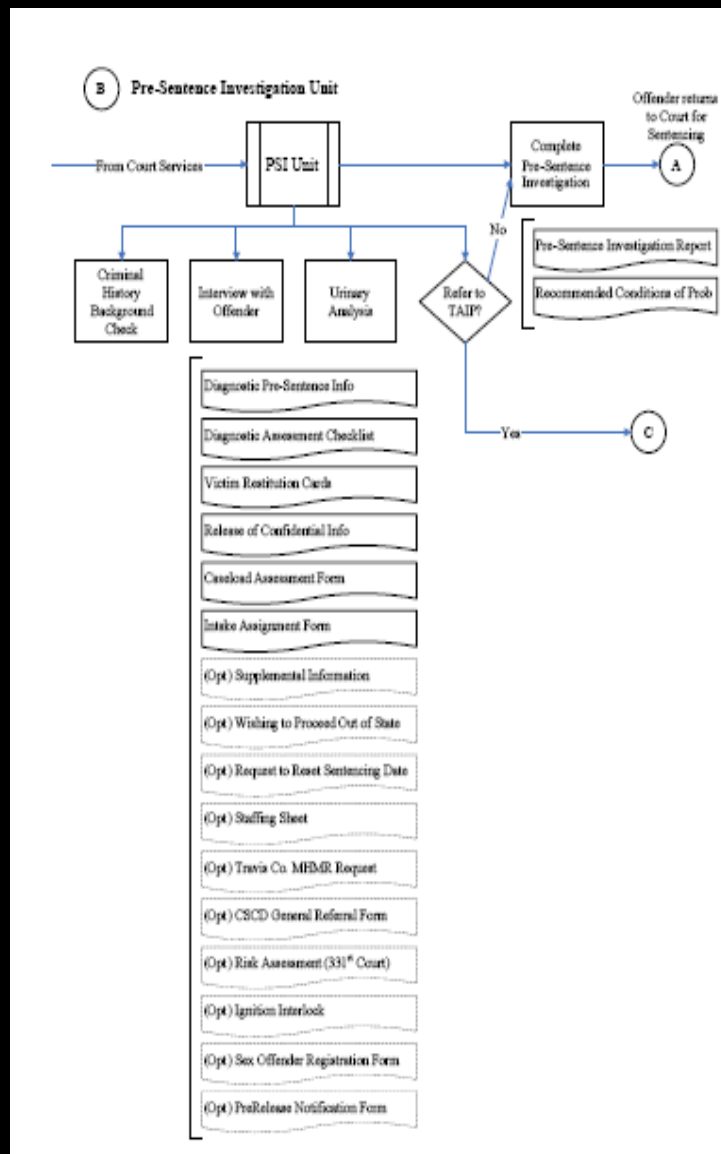 B Pre-Sentence Investigation Unit
Offender returns
to Court for
Sentencing
From Court Services
PSI Unit
Complete
Pre-Sentence
Investigation
A
No
Pre-Sentence Investigation Report
Recommended Conditions of Prob
Criminal
History
Background
Check
Interview with
Offender
Urinary
Analysis
Refer to
TAIP?
Yes
C
Diagnostic Pre-Sentence Info
Diagnostic Assessment Checklist
Victim Restitution Cards
Release of Confidential Info
Caseload Assessment Form
Intake Assignment Form
(Opt) Supplemental Information
(Opt) Wishing to Proceed Out of State
(Opt) Request to Reset Sentencing Date
(Opt) Staffing Sheet
(Opt) Travis Co. MHMR Request
(Opt) CSCD General Referral Form
(Opt) Risk Assessment (331st Court)
(Opt) Ignition Interlock
(Opt) Sex Offender Registration Form
(Opt) PreRelease Notification Form